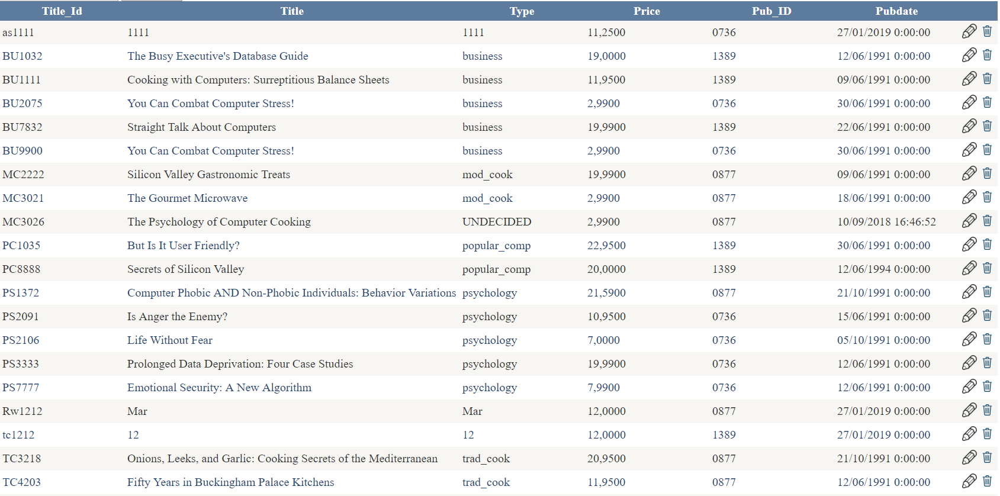 Title_Id Title Type Price Pub_ID Pubdate
as1111 1111 1111 11,2500 0736 27/01/2019 0:00:00
BU1032 The Busy Executive's Database Guide business 19,0000 1389 12/06/1991 0:00:00
BU1111 Cooking with Computers: Surreptitious Balance Sheets business 11,9500 1389 09/06/1991 0:00:00
BU2075 You Can Combat Computer Stress! business 2,9900 0736 30/06/1991 0:00:00
BU7832 Straight Talk About Computers business 19,9900 1389 22/06/1991 0:00:00
BU9900 You Can Combat Computer Stress! business 2,9900 0736 30/06/1991 0:00:00
MC2222 Silicon Valley Gastronomic Treats mod_cook 19,9900 0877 09/06/1991 0:00:00
MC3021 The Gourmet Microwave mod_cook 2,9900 0877 18/06/1991 0:00:00
MC3026 The Psychology of Computer Cooking UNDECIDED 2,9900 0877 10/09/2018 16:46:52
PC1035 But Is It User Friendly? popular_comp 22,9500 1389 30/06/1991 0:00:00
PC8888 Secrets of Silicon Valley popular_comp 20,0000 1389 12/06/1994 0:00:00
PS1372 Computer Phobic AND Non-Phobic Individuals: Behavior Variations psychology 21,5900 0877 21/10/1991 0:00:00
PS2091 Is Anger the Enemy? psychology 10,9500 0736 15/06/1991 0:00:00
PS2106 Life Without Fear psychology 7,0000 0736 05/10/1991 0:00:00
PS3333 Prolonged Data Deprivation: Four Case Studies psychology 19,9900 0736 12/06/1991 0:00:00
PS7777 Emotional Security: A New Algorithm psychology 7,9900 0736 12/06/1991 0:00:00
Rw1212 Mar Mar 12,0000 0877 27/01/2019 0:00:00
tc1212 12 12 12,0000 1389 27/01/2019 0:00:00
TC3218 Onions, Leeks, and Garlic: Cooking Secrets of the Mediterranean trad_cook 20,9500 0877 21/10/1991 0:00:00
TC4203 Fifty Years in Buckingham Palace Kitchens trad_cook 11,9500 0877 12/06/1991 0:00:00